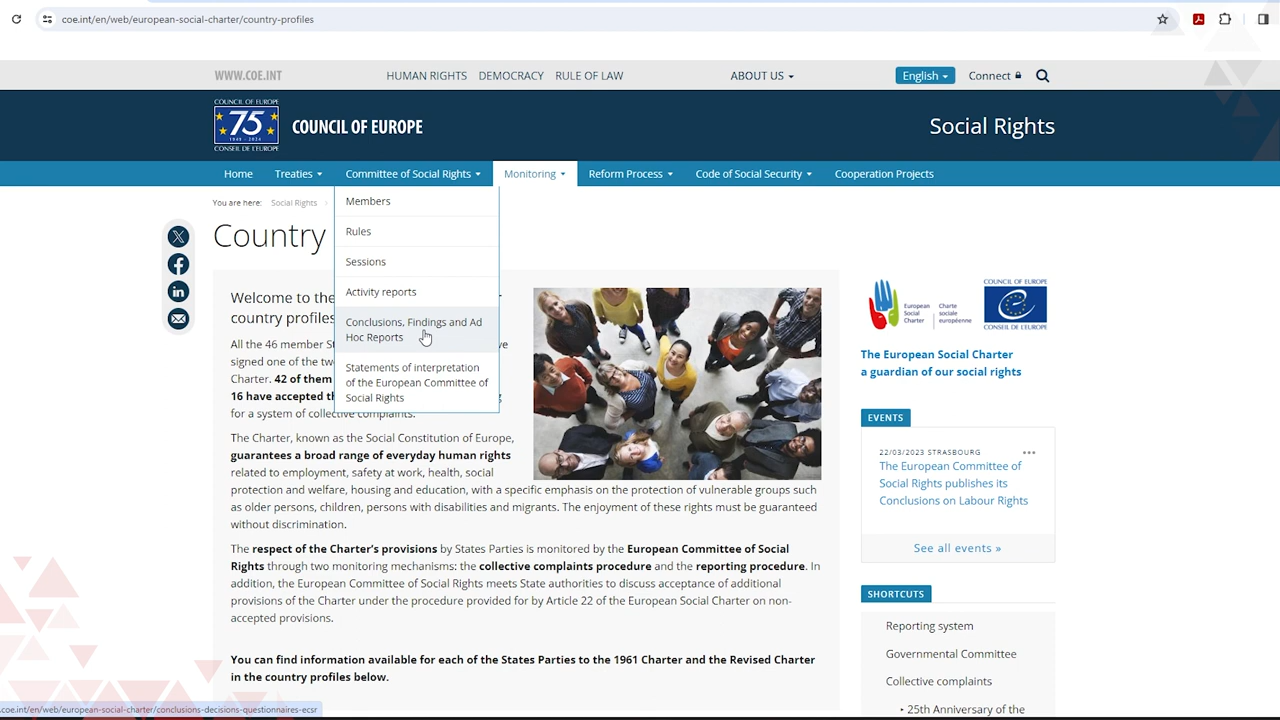 coe.int/en/web/european-social-charter/country-profiles
WWW.COE.INT
HUMAN RIGHTS DEMOCRACY RULE OF LAW
ABOUT US
English
Connect
COUNCIL OF EUROPE
75
1949 - 2024
CONSEIL DE L'EUROPE
COUNCIL OF EUROPE
Social Rights
Home Treaties Committee of Social Rights Monitoring Reform Process Code of Social Security Cooperation Projects
You are here: Social Rights
Members
Rules
Sessions
Activity reports
Conclusions, Findings and Ad
Hoc Reports
Statements of interpretation
of the European Committee of
Social Rights
Country
Welcome to the
country profiles
All the 46 member St ve
signed one of the tw
Charter. 42 of them
16 have accepted th g
for a system of collective complaints.
The Charter, known as the Social Constitution of Europe,
guarantees a broad range of everyday human rights
related to employment, safety at work, health, social
protection and welfare, housing and education, with a specific emphasis on the protection of vulnerable groups such
as older persons, children, persons with disabilities and migrants. The enjoyment of these rights must be guaranteed
without discrimination.
The respect of the Charter's provisions by States Parties is monitored by the European Committee of Social
Rights through two monitoring mechanisms: the collective complaints procedure and the reporting procedure. In
addition, the European Committee of Social Rights meets State authorities to discuss acceptance of additional
provisions of the Charter under the procedure provided for by Article 22 of the European Social Charter on non-
accepted provisions.
You can find information available for each of the States Parties to the 1961 Charter and the Revised Charter
in the country profiles below.
European
Social
Charter
Charte
sociale
européenne
COUNCIL OF EUROPE
CONSEIL DE L'EUROPE
The European Social Charter
a guardian of our social rights
EVENTS
22/03/2023 STRASBOURG
The European Committee of
Social Rights publishes its
Conclusions on Labour Rights
See all events »
SHORTCUTS
Reporting system
Governmental Committee
Collective complaints
• 25th Anniversary of the
.coe.int/en/web/european-social-charter/conclusions-decisions-questionnaires-ecsr